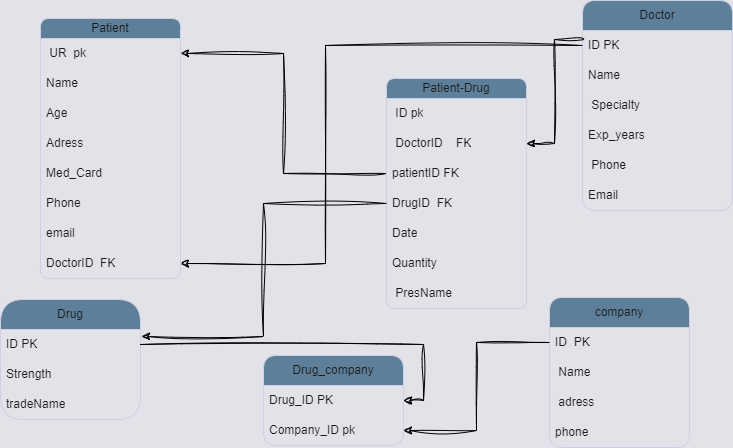 Patient
UR pk
Name
Age
Adress
Med_Card
Phone
email
DoctorID FK
Patient-Drug
ID pk
DoctorID FK
patientID FK
DrugID FK
Date
Quantity
PresName
Doctor
ID PK
Name
Specialty
Exp_years
Phone
Email
Drug
ID PK
Strength
tradeName
Drug_company
Drug_ID PK
Company_ID pk
company
ID PK
Name
adress
phone